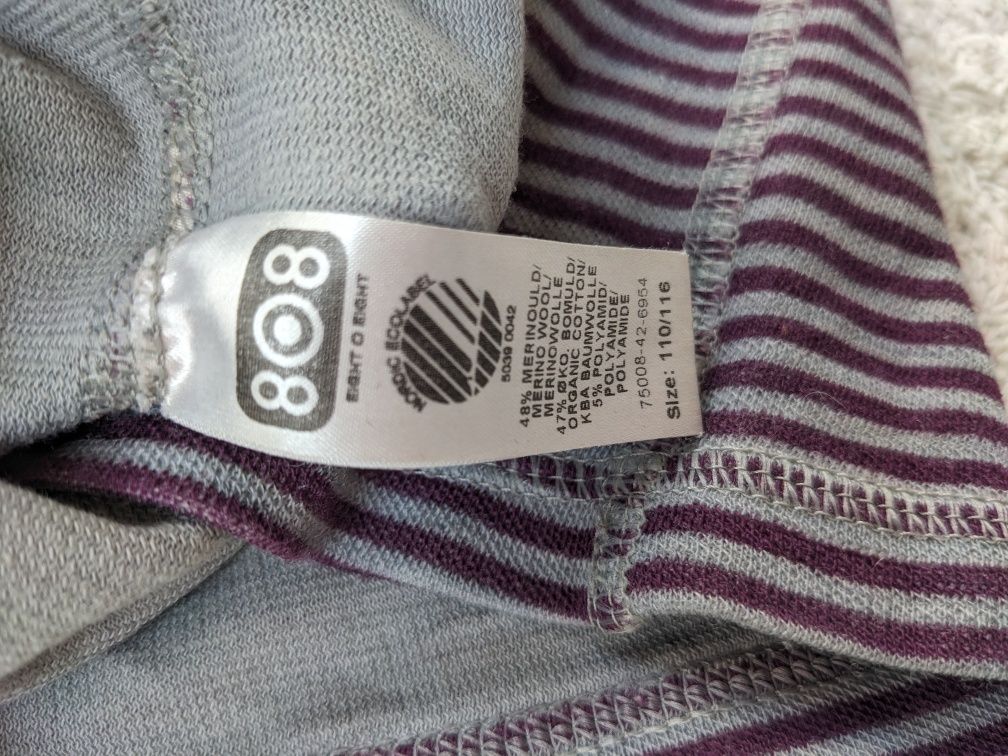 808
EIGHT O EIGHT
NORDIC ECOLABEL
5039 0042
48% MERINOULD/
MERINO WOOL/
MERINOWOLLE
47% ØKO. BOMULD/
ORGANIC COTTON/
KBA BAUMWOLLE
5% POLYAMID/
POLYAMIDE/
POLYAMIDE
75008-42-6954
Size: 110/116